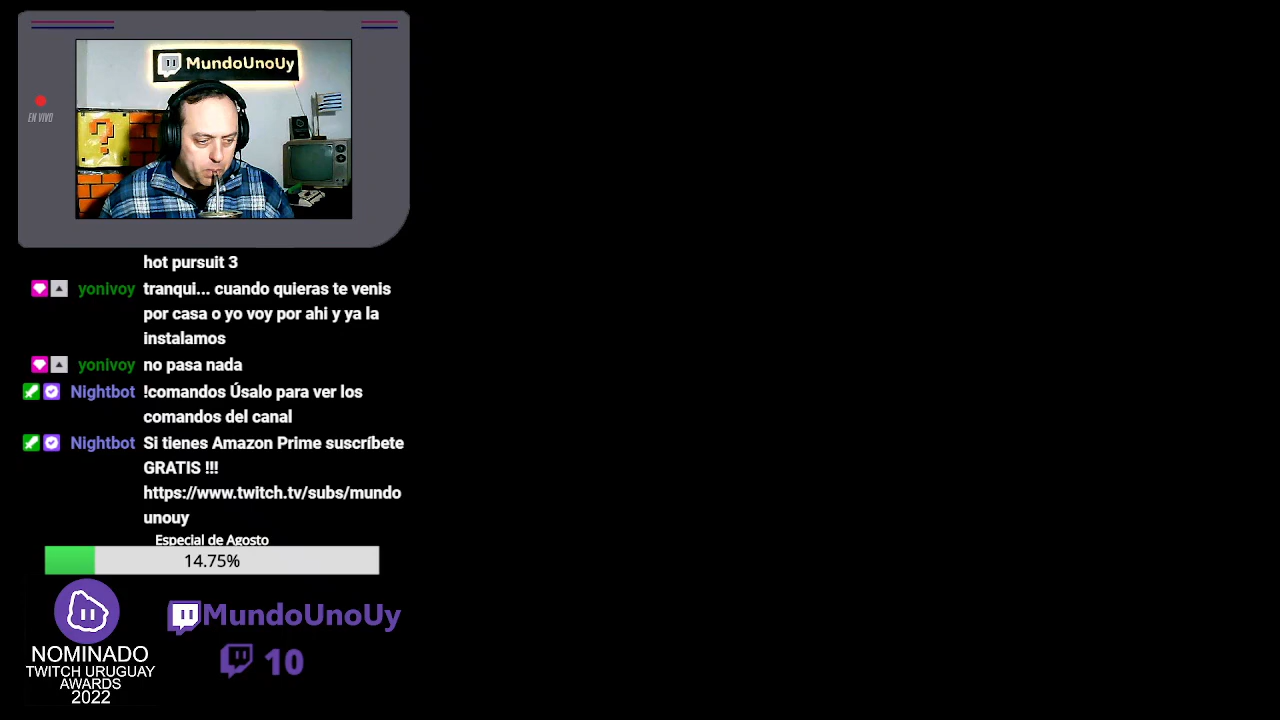 MundoUnoUy
EN VIVO
hot pursuit 3
yonivoy tranqui... cuando quieras te venis
por casa o yo voy por ahi y ya la
instalamos
yonivoy no pasa nada
Nightbot !comandos Úsalo para ver los
comandos del canal
Nightbot Si tienes Amazon Prime suscríbete
GRATIS !!!
https://www.twitch.tv/subs/mundo
unouy
Especial de Agosto
14.75%
MundoUnoUy
10
NOMINADO
TWITCH URUGUAY
AWARDS
2022